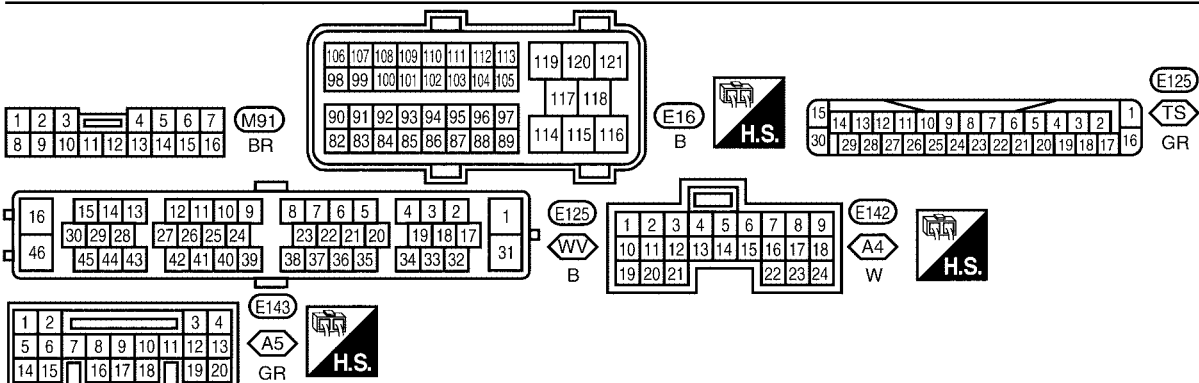 1 2 3 4 5 6 7
8 9 10 11 12 13 14 15 16
M91
BR
106 107 108 109 110 111 112 113
98 99 100 101 102 103 104 105
90 91 92 93 94 95 96 97
82 83 84 85 86 87 88 89
119 120 121
117 118
114 115 116
E16
B
H.S.
15 14 13 12 11 10 9 8 7 6 5 4 3 2 1
30 29 28 27 26 25 24 23 22 21 20 19 18 17 16
E125
TS
GR
16 15 14 13 12 11 10 9 8 7 6 5 4 3 2 1
30 29 28 27 26 25 24 23 22 21 20 19 18 17
46 45 44 43 42 41 40 39 38 37 36 35 34 33 32 31
E125
WV
B
1 2 3 4 5 6 7 8 9
10 11 12 13 14 15 16 17 18
19 20 21 22 23 24
E142
A4
W
H.S.
1 2 3 4
5 6 7 8 9 10 11 12 13
14 15 16 17 18 19 20
E143
A5
GR
H.S.